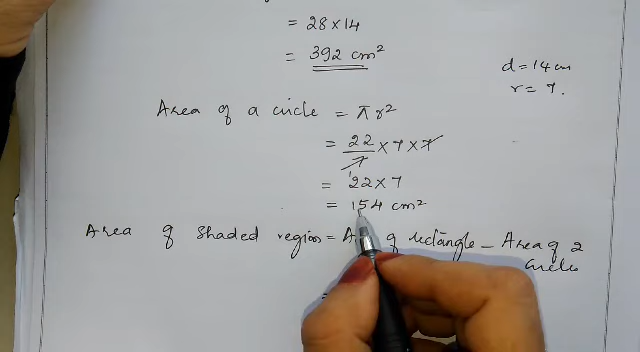 = 28 × 14
= 392 cm²
d = 14 cm
r = 7.
Area of a circle = π r²
= 22/7 × 7 × 7
= 22 × 7
= 154 cm²
Area of shaded region = of rectangle – Area of 2
circles
=